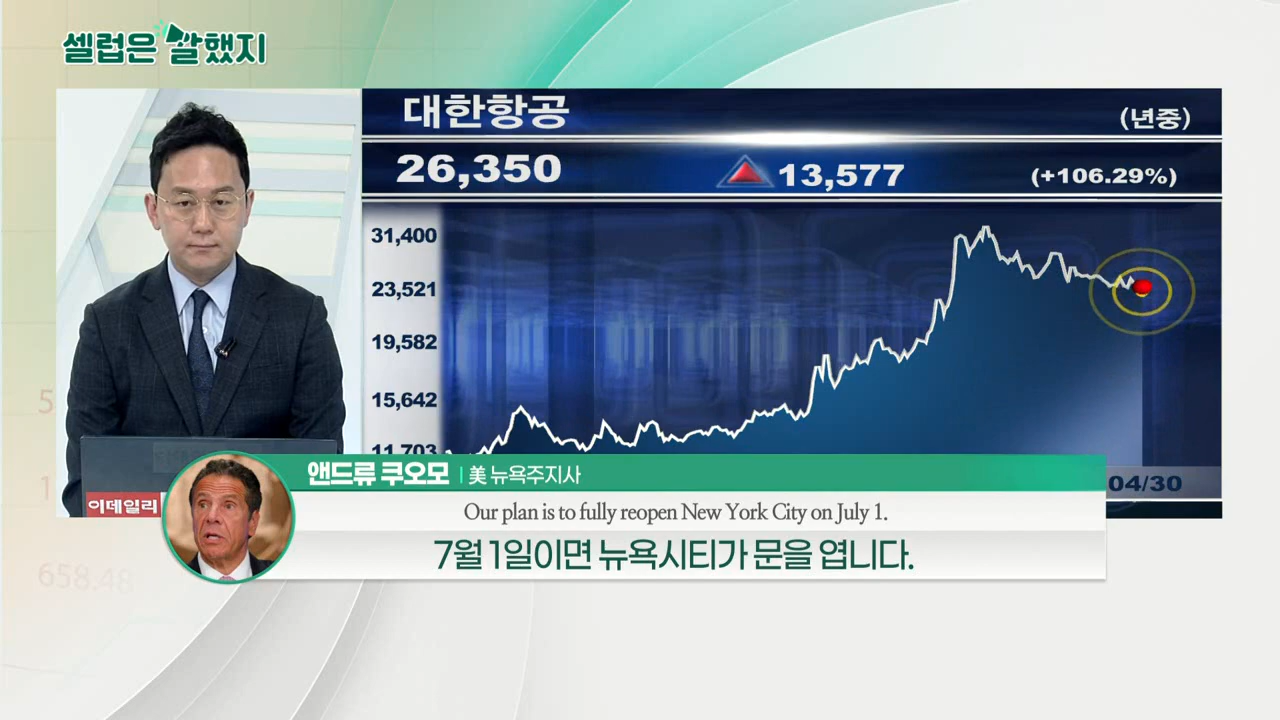 셀럽은 말했지
대한항공 (년중)
26,350 13,577 (+106.29%)
31,400
23,521
19,582
15,642
11,703
04/30
이데일리
앤드류 쿠오모 美 뉴욕주지사
Our plan is to fully reopen New York City on July 1.
7월 1일이면 뉴욕시티가 문을 엽니다.
658.48